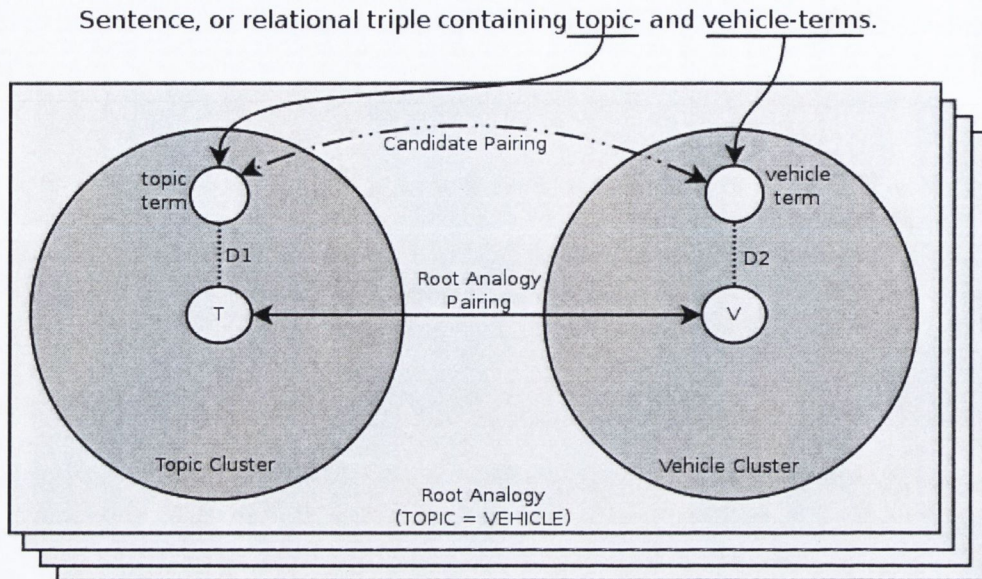 Sentence, or relational triple containing topic- and vehicle-terms.
Candidate Pairing
topic
term
vehicle
term
D1
D2
Root Analogy
Pairing
T
V
Topic Cluster
Vehicle Cluster
Root Analogy
(TOPIC = VEHICLE)